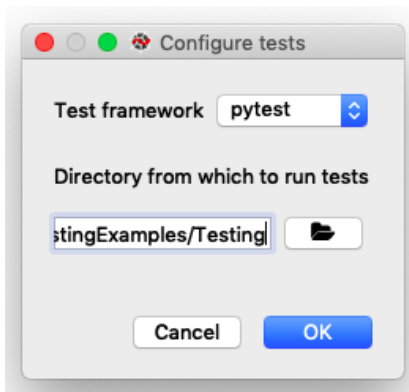 Configure tests
Test framework pytest
Directory from which to run tests
stingExamples/Testing
Cancel OK